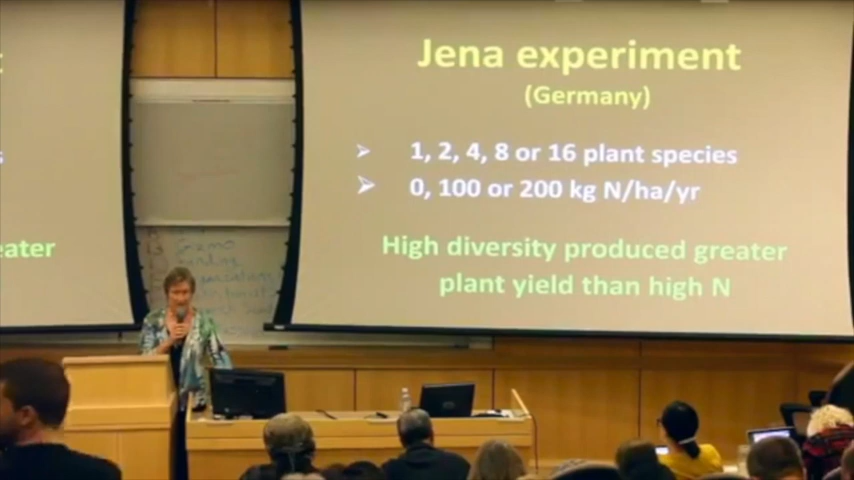 Jena experiment
(Germany)
➢ 1, 2, 4, 8 or 16 plant species
➢ 0, 100 or 200 kg N/ha/yr
High diversity produced greater
plant yield than high N
eater